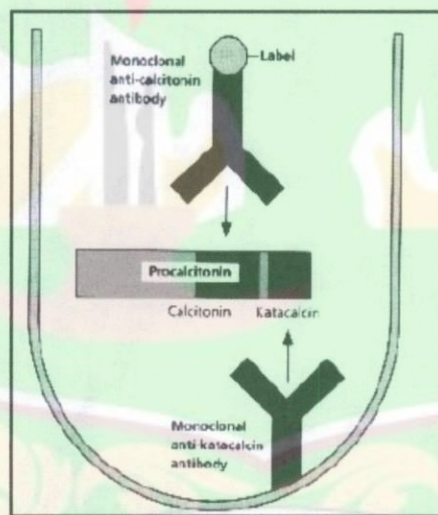 Label
Monoclonal
anti-calcitonin
antibody
Procalcitonin
Calcitonin Katacalcin
Monoclonal
anti-katacalcin
antibody